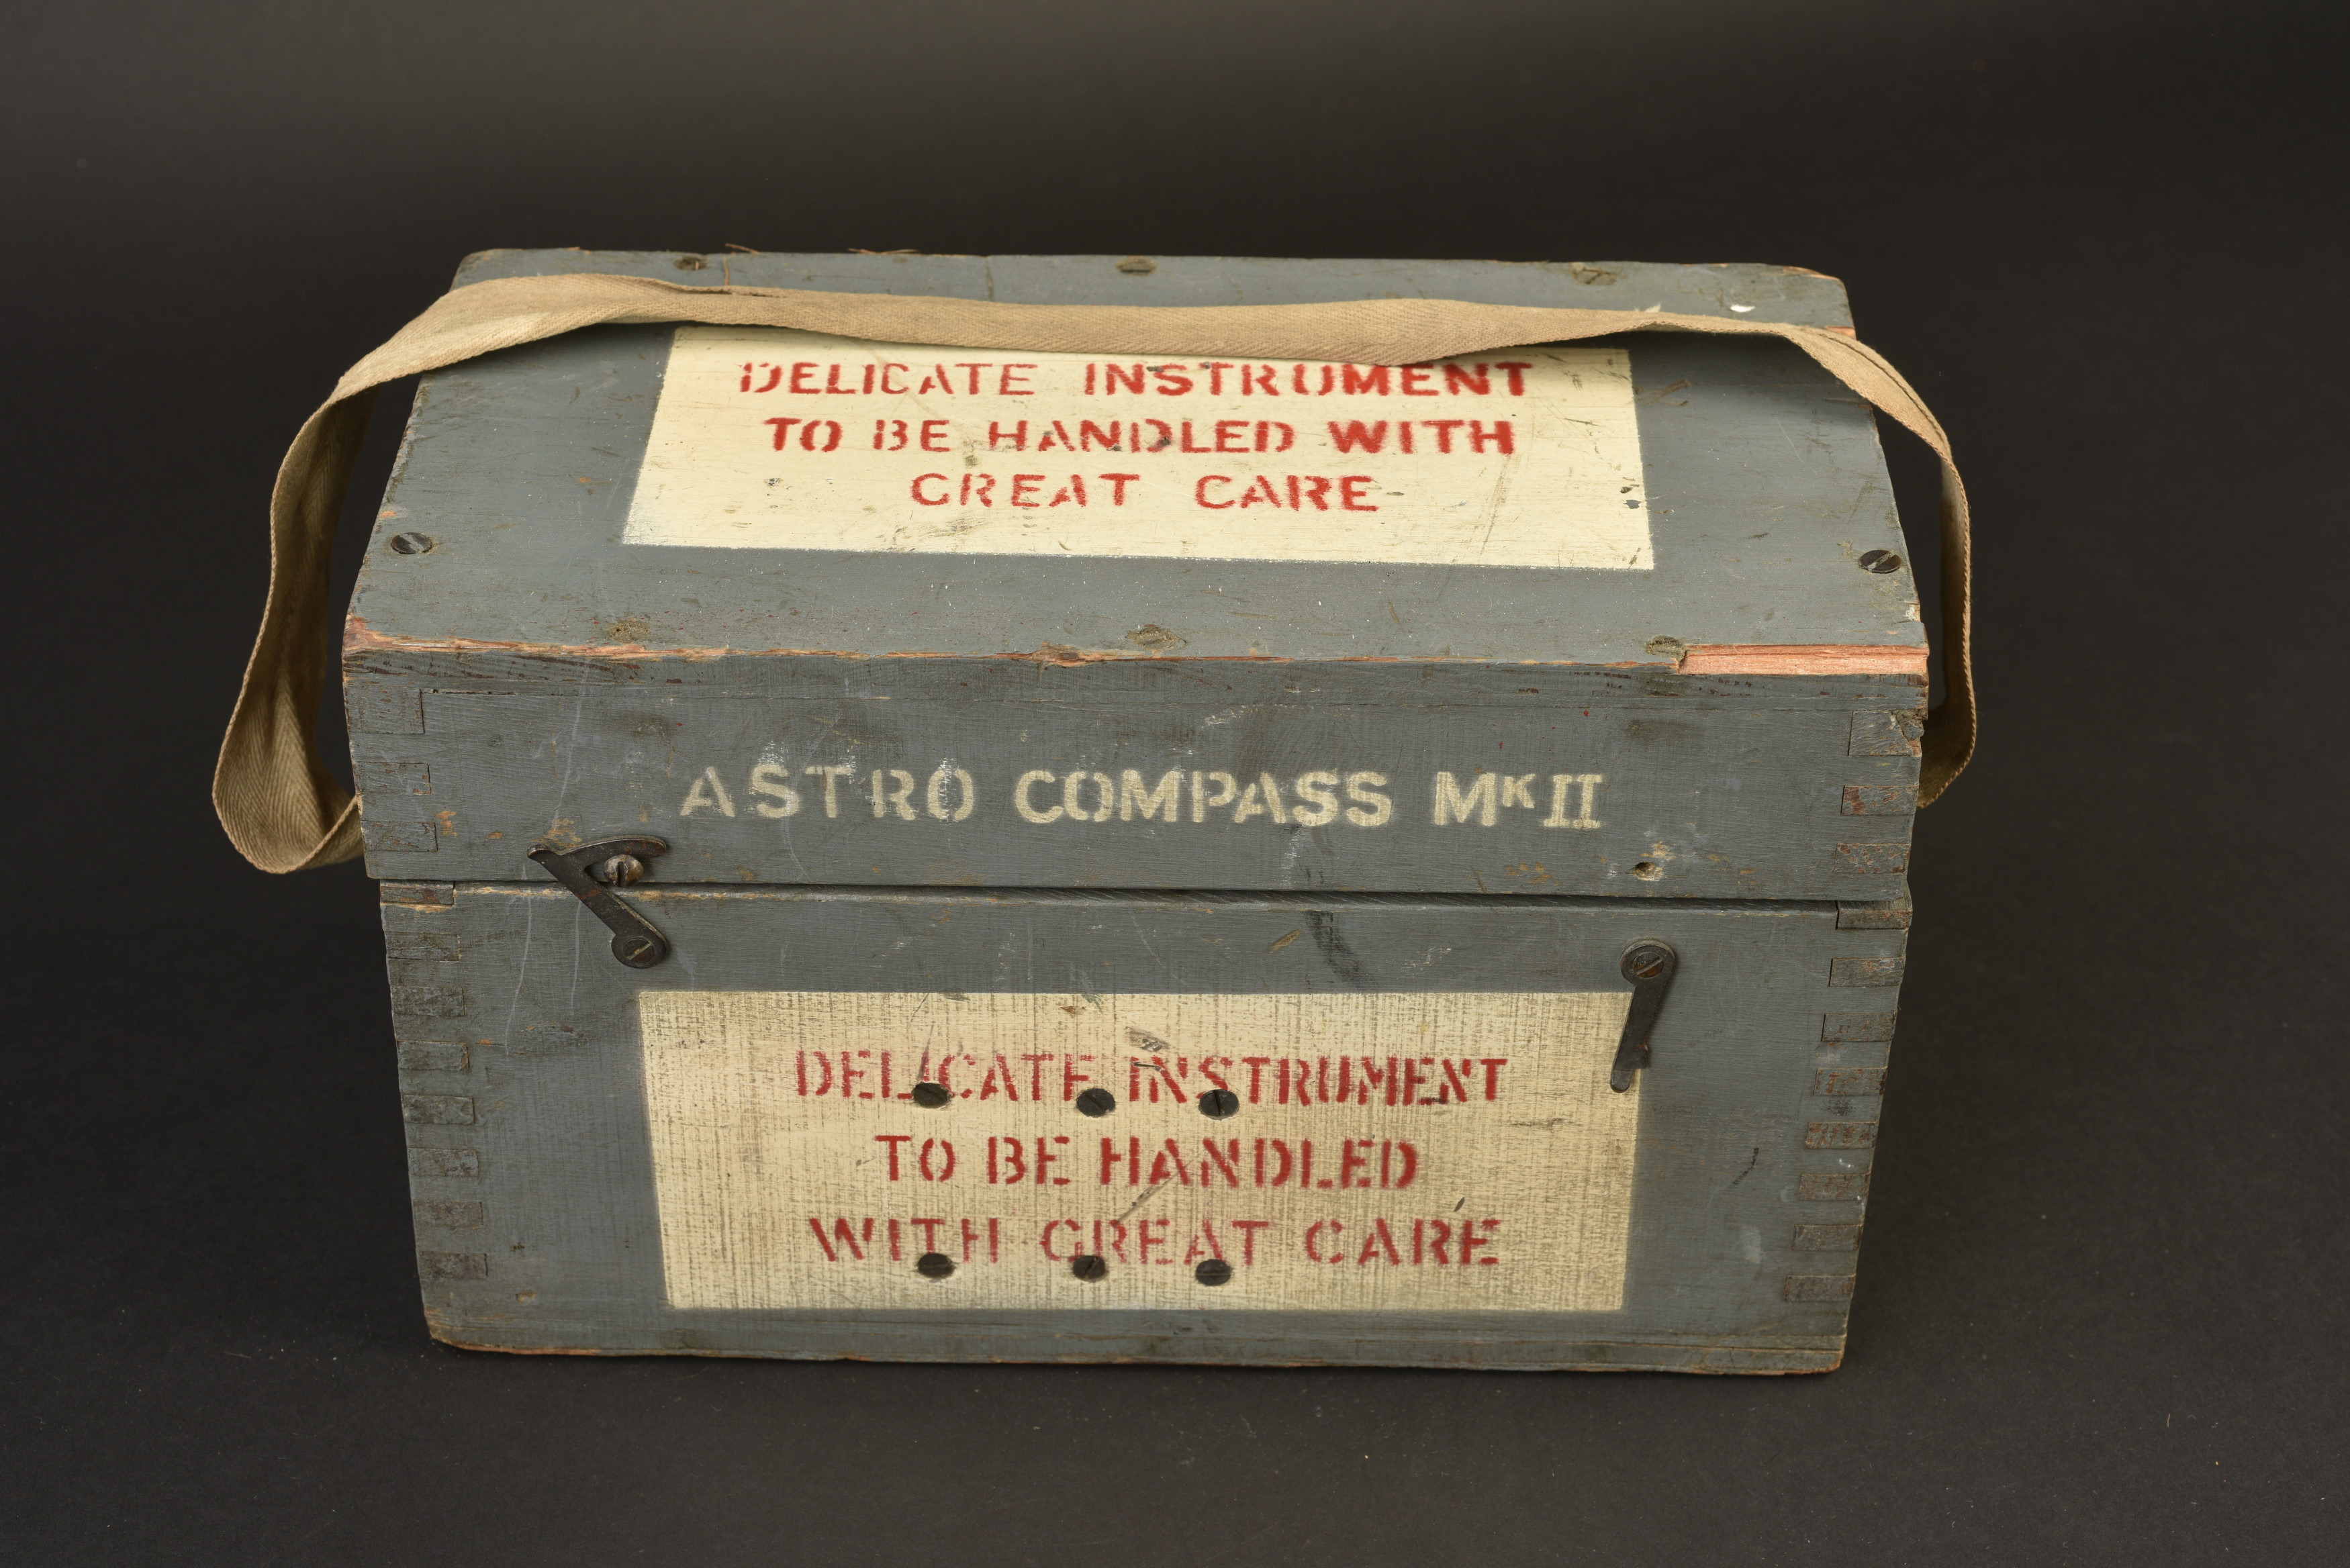 DELICATE INSTRUMENT
TO BE HANDLED WITH
GREAT CARE
ASTRO COMPASS MK II
DELICATE INSTRUMENT
TO BE HANDLED
WITH GREAT CARE